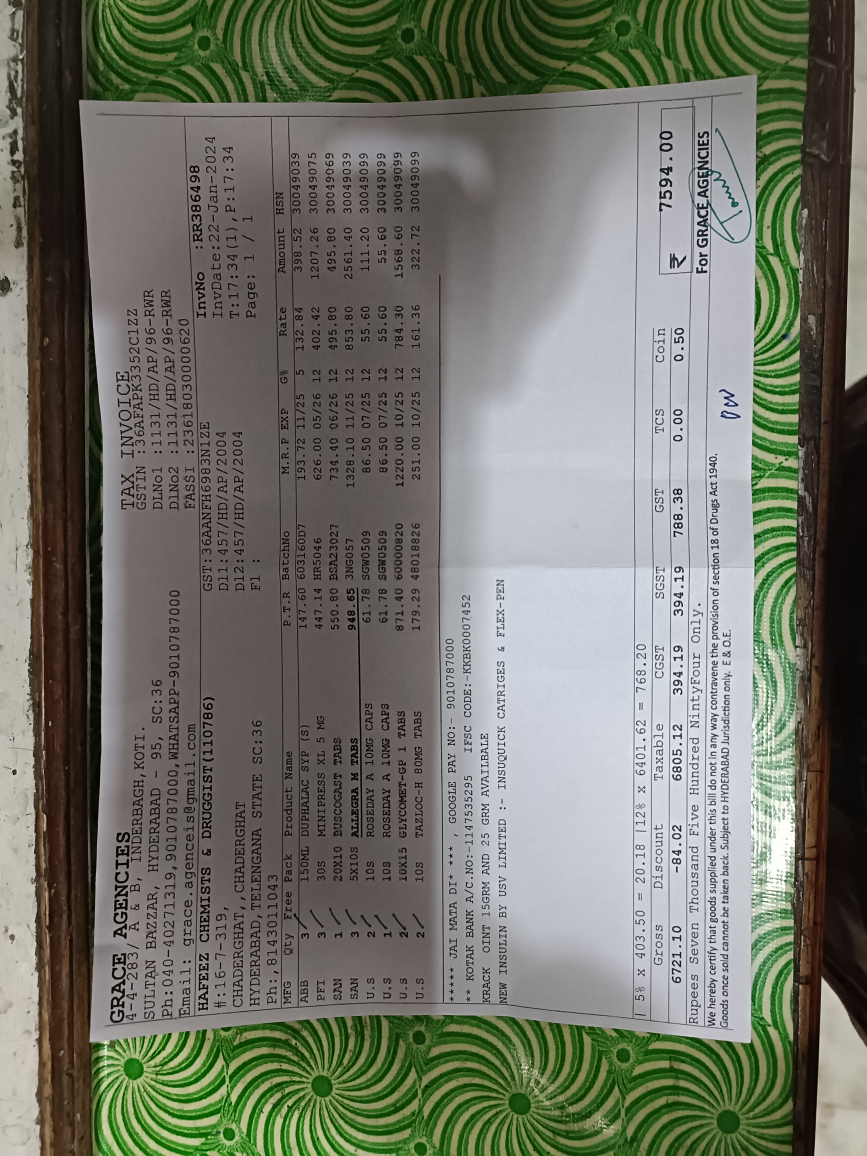 GRACE AGENCIES
4-4-283/ A & B, INDERBAGH,KOTI.
SULTAN BAZZAR, HYDERABAD - 95, SC:36
Ph:040-40271319,9010787000,WHATSAPP-9010787000
Email: grace.agenceis@gmail.com
TAX INVOICE
GSTIN :36AFAPK3352C1ZZ
DLNo1 :1131/HD/AP/96-RWR
DlNo2 :1131/HD/AP/96-RWR
FASSI :23618030000620
HAFEEZ CHEMISTS & DRUGGIST(110786)
#:16-7-319,
CHADERGHAT,,CHADERGHAT
HYDERABAD,TELENGANA STATE SC:36
Ph:,8143011043
GST:36AANFH6983N1ZE
D11:457/HD/AP/2004
D12:457/HD/AP/2004
F1 :
InvNo :RR386498
InvDate:22-Jan-2024
T:17:34(1),P:17:34
Page: 1 / 1
MFG Qty Free Pack Product Name P.T.R BatchNo M.R.P EXP G% Rate Amount HSN
ABB 3 150ML DUPHALAC SYP (S) 147.60 603160D7 193.72 11/25 5 132.84 398.52 30049039
PFI 3 30S MINIPRESS XL 5 MG 447.14 HR5046 626.00 05/26 12 402.42 1207.26 30049075
SAN 1 20X10 BUSCOGAST TABS 550.80 BSA23027 734.40 06/26 12 495.80 495.80 30049069
SAN 3 5X10S ALLEGRA M TABS 948.65 3NG057 1328.10 11/25 12 853.80 2561.40 30049039
U.S 2 10S ROSEDAY A 10MG CAPS 61.78 SGW0509 86.50 07/25 12 55.60 111.20 30049099
U.S 1 10S ROSEDAY A 10MG CAPS 61.78 SGW0509 86.50 07/25 12 55.60 55.60 30049099
U.S 2 10X15 GLYCOMET-GP 1 TABS 871.40 60000820 1220.00 10/25 12 784.30 1568.60 30049099
U.S 2 10S TAZLOC-H 80MG TABS 179.29 48018826 251.00 10/25 12 161.36 322.72 30049099
***** JAI MATA DI* *** , GOOGLE PAY NO:- 9010787000
** KOTAK BANK A/C.NO:-1147535295 IFSC CODE:-KKBK0007452
KRACK OINT 15GRM AND 25 GRM AVAILBALE
NEW INSULIN BY USV LIMITED :- INSUQUICK CATRIGES & FLEX-PEN
| 5% x 403.50 = 20.18 |12% x 6401.62 = 768.20
Gross Discount Taxable CGST SGST GST TCS Coin
6721.10 -84.02 6805.12 394.19 394.19 788.38 0.00 0.50 ₹ 7594.00
Rupees Seven Thousand Five Hundred NintyFour Only.
We hereby certify that goods supplied under this bill do not in any way contravene the provision of section 18 of Drugs Act 1940.
Goods once sold cannot be taken back. Subject to HYDERABAD Jurisdiction only. E & O.E.
For GRACE AGENCIES